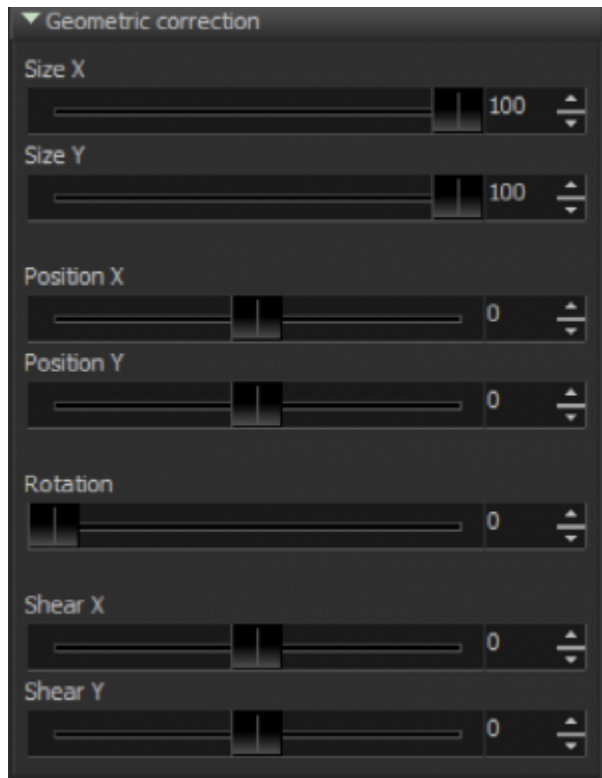 Geometric correction
Size X
100
Size Y
100
Position X
0
Position Y
0
Rotation
0
Shear X
0
Shear Y
0